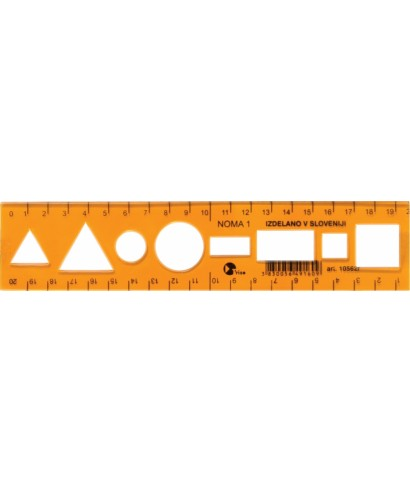 0 1 2 3 4 5 6 7 8 9 10 11 12 13 14 15 16 17 18 19
NOMA 1 IZDELANO V SLOVENIJI
art.
20 19 18 17 16 15 14 13 12 11 10 9 8 7 6 5 4 3 2 1